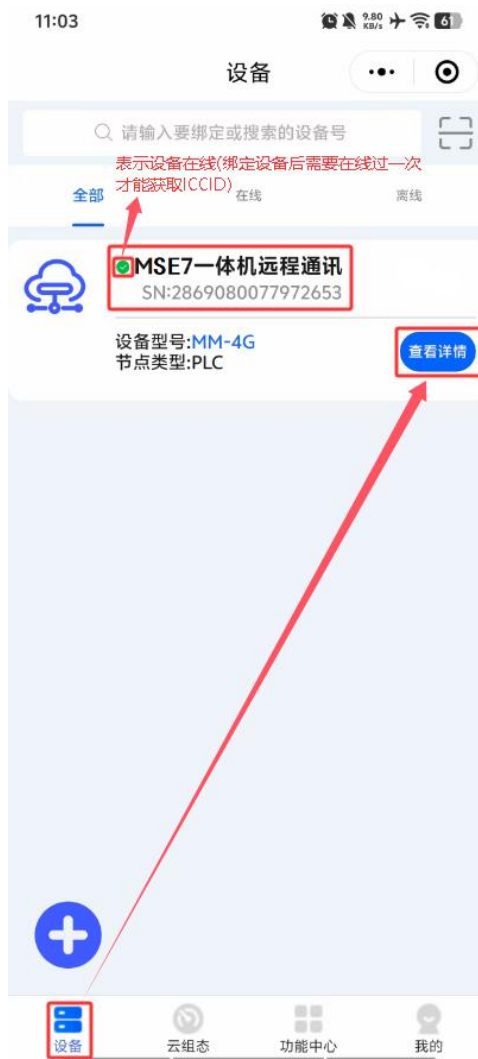 11:03
9.80
KB/s
61
设备
请输入要绑定或搜索的设备号
表示设备在线(绑定设备后需要在线过一次
才能获取ICCID)
全部 在线 离线
MSE7一体机远程通讯
SN:2869080077972653
设备型号:MM-4G
节点类型:PLC
查看详情
设备 云组态 功能中心 我的